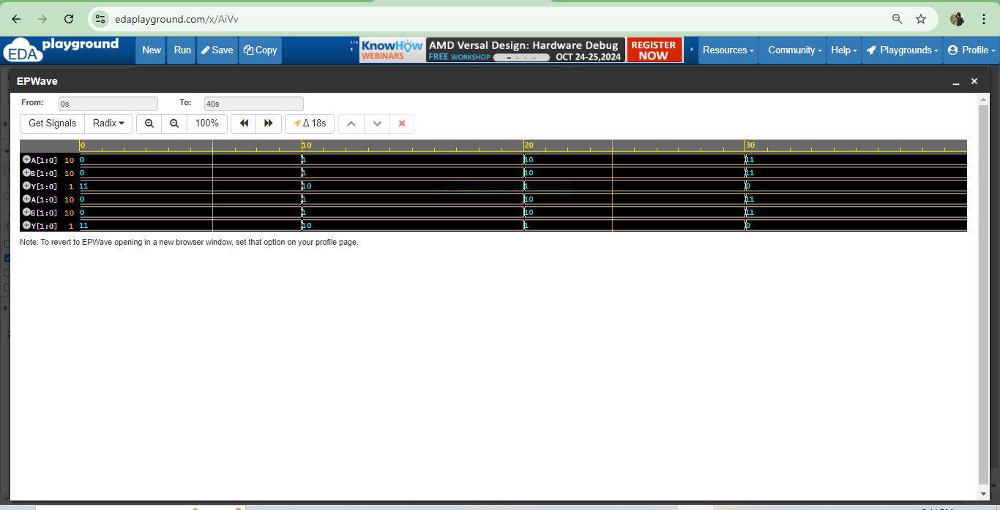 edaplayground.com/x/AiVv
EDA playground
New Run Save Copy
1/4
KnowHow WEBINARS
AMD Versal Design: Hardware Debug
FREE WORKSHOP OCT 24-25,2024
REGISTER NOW
Resources Community Help Playgrounds Profile
EPWave
From: 0s To: 40s
Get Signals Radix 100% Δ 18s
0 10 20 30
A[1:0] 10 0 1 10 11
B[1:0] 10 0 1 10 11
Y[1:0] 1 11 10 1 0
A[1:0] 10 0 1 10 11
B[1:0] 10 0 1 10 11
Y[1:0] 1 11 10 1 0
Note: To revert to EPWave opening in a new browser window, set that option on your profile page.